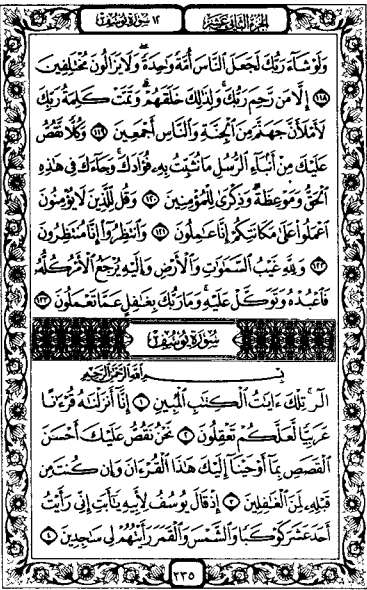 الجزء الثاني عشر
١٢ سورة يوسف
وَلَوْ شَآءَ رَبُّكَ لَجَعَلَ ٱلنَّاسَ أُمَّةً وَٰحِدَةً ۖ وَلَا يَزَالُونَ مُخْتَلِفِينَ
﴿١١٨﴾ إِلَّا مَن رَّحِمَ رَبُّكَ ۚ وَلِذَٰلِكَ خَلَقَهُمْ ۗ وَتَمَّتْ كَلِمَةُ رَبِّكَ
لَأَمْلَأَنَّ جَهَنَّمَ مِنَ ٱلْجِنَّةِ وَٱلنَّاسِ أَجْمَعِينَ ﴿١١٩﴾ وَكُلًّا نَّقُصُّ
عَلَيْكَ مِنْ أَنۢبَآءِ ٱلرُّسُلِ مَا نُثَبِّتُ بِهِۦ فُؤَادَكَ ۚ وَجَآءَكَ فِى هَٰذِهِ
ٱلْحَقُّ وَمَوْعِظَةٌ وَذِكْرَىٰ لِلْمُؤْمِنِينَ ﴿١٢٠﴾ وَقُل لِّلَّذِينَ لَا يُؤْمِنُونَ
ٱعْمَلُوا۟ عَلَىٰ مَكَانَتِكُمْ إِنَّا عَٰمِلُونَ ﴿١٢١﴾ وَٱنتَظِرُوٓا۟ إِنَّا مُنتَظِرُونَ
﴿١٢٢﴾ وَلِلَّهِ غَيْبُ ٱلسَّمَٰوَٰتِ وَٱلْأَرْضِ وَإِلَيْهِ يُرْجَعُ ٱلْأَمْرُ كُلُّهُۥ
فَٱعْبُدْهُ وَتَوَكَّلْ عَلَيْهِ ۚ وَمَا رَبُّكَ بِغَٰفِلٍ عَمَّا تَعْمَلُونَ ﴿١٢٣﴾
سورة يوسف
بِسْمِ ٱللَّهِ ٱلرَّحْمَٰنِ ٱلرَّحِيمِ
الٓر ۚ تِلْكَ ءَايَٰتُ ٱلْكِتَٰبِ ٱلْمُبِينِ ﴿١﴾ إِنَّآ أَنزَلْنَٰهُ قُرْءَٰنًا
عَرَبِيًّا لَّعَلَّكُمْ تَعْقِلُونَ ﴿٢﴾ نَحْنُ نَقُصُّ عَلَيْكَ أَحْسَنَ
ٱلْقَصَصِ بِمَآ أَوْحَيْنَآ إِلَيْكَ هَٰذَا ٱلْقُرْءَانَ وَإِن كُنتَ مِن
قَبْلِهِۦ لَمِنَ ٱلْغَٰفِلِينَ ﴿٣﴾ إِذْ قَالَ يُوسُفُ لِأَبِيهِ يَٰٓأَبَتِ إِنِّى رَأَيْتُ
أَحَدَ عَشَرَ كَوْكَبًا وَٱلشَّمْسَ وَٱلْقَمَرَ رَأَيْتُهُمْ لِى سَٰجِدِينَ ﴿٤﴾
٢٣٥